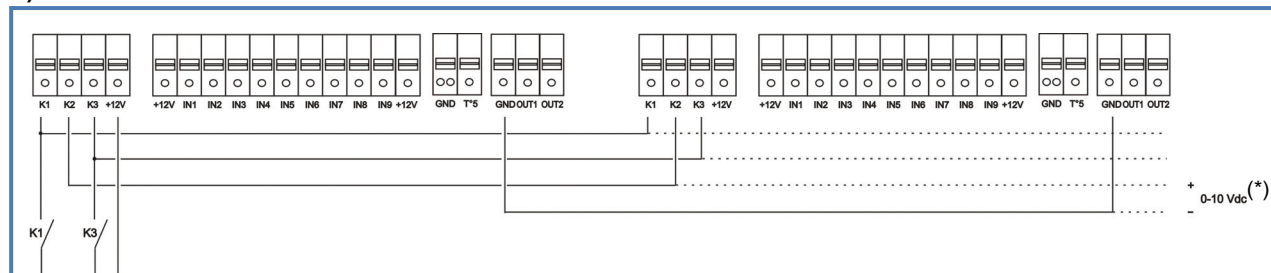 K1 K2 K3 +12V +12V IN1 IN2 IN3 IN4 IN5 IN6 IN7 IN8 IN9 +12V GND T°5 GND OUT1 OUT2 K1 K2 K3 +12V +12V IN1 IN2 IN3 IN4 IN5 IN6 IN7 IN8 IN9 +12V GND T°5 GND OUT1 OUT2
+
0-10 Vdc(*)
−
K1 K3